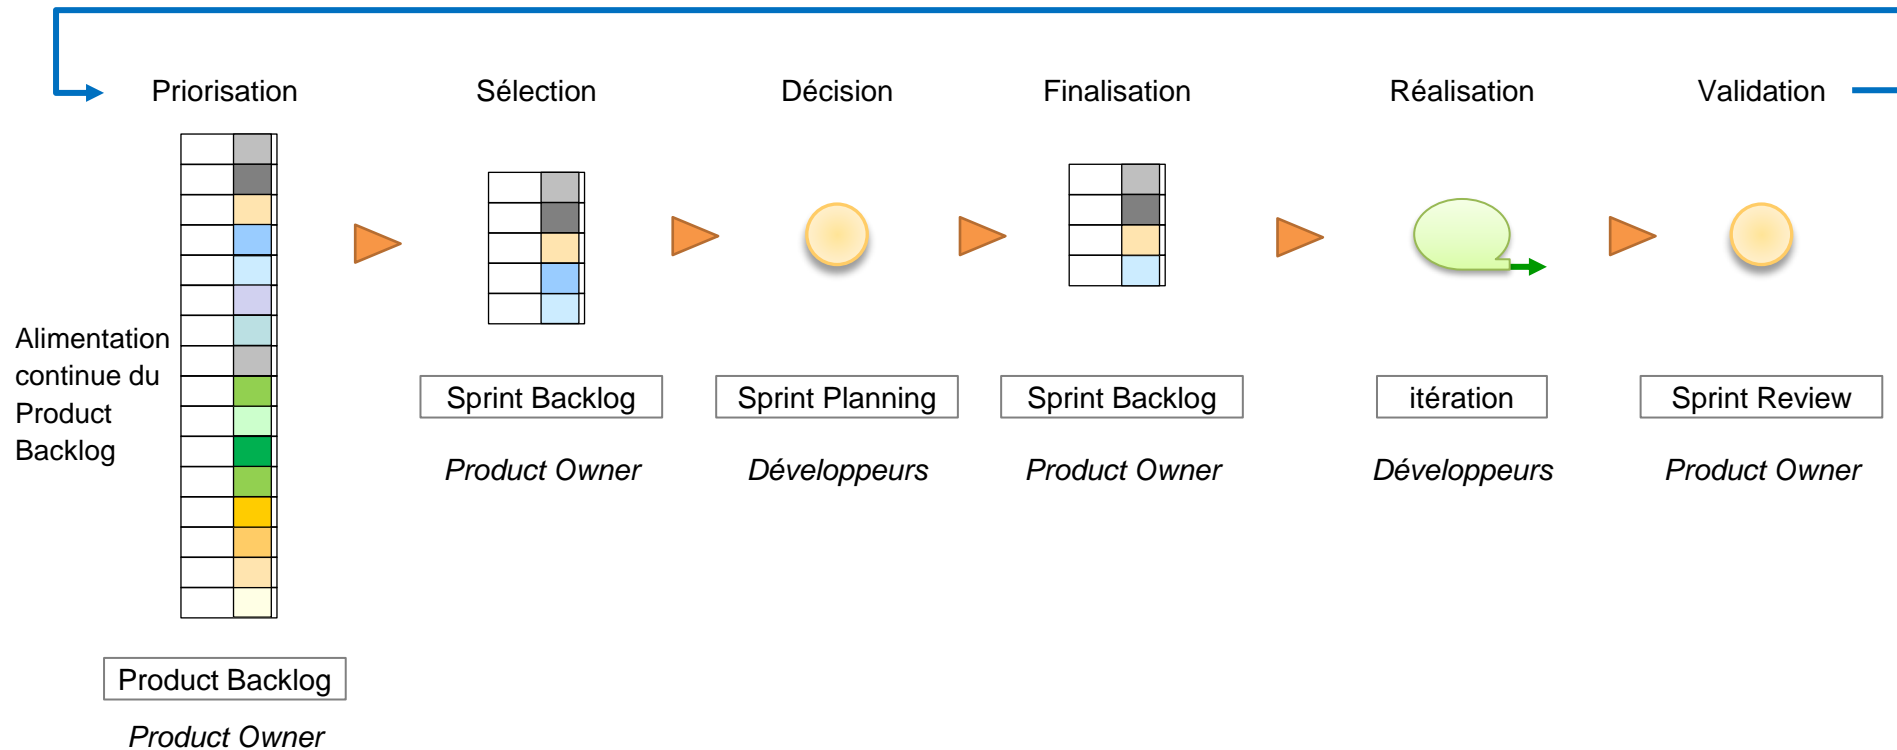 Priorisation
Sélection
Décision
Finalisation
Réalisation
Validation
Alimentation
continue du
Product
Backlog
Sprint Backlog
Sprint Planning
Sprint Backlog
itération
Sprint Review
Product Owner
Développeurs
Product Owner
Développeurs
Product Owner
Product Backlog
Product Owner